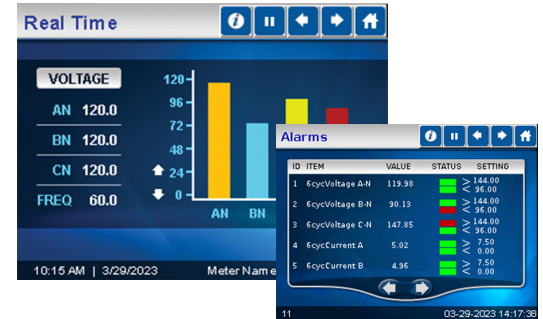 Real Time
VOLTAGE
AN 120.0
BN 120.0
CN 120.0
FREQ 60.0
120
96
72
48
24
0
AN BN
10:15 AM | 3/29/2023 Meter Name
Alarms
ID ITEM VALUE STATUS SETTING
1 6cycVoltage A-N 119.98 > 144.00
< 96.00
2 6cycVoltage B-N 90.13 > 144.00
< 96.00
3 6cycVoltage C-N 147.85 > 144.00
< 96.00
4 6cycCurrent A 5.02 > 7.50
< 0.00
5 6cycCurrent B 4.96 > 7.50
< 0.00
11 03-29-2023 14:17:38